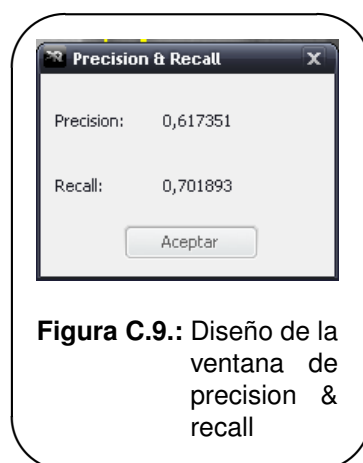 Precision & Recall
Precision: 0,617351
Recall: 0,701893
Aceptar
Figura C.9.: Diseño de la
ventana de
precision &
recall